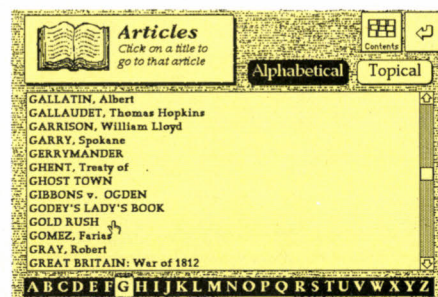 Articles
Click on a title to
go to that article
Contents
Alphabetical
Topical
GALLATIN, Albert
GALLAUDET, Thomas Hopkins
GARRISON, William Lloyd
GARRY, Spokane
GERRYMANDER
GHENT, Treaty of
GHOST TOWN
GIBBONS v. OGDEN
GODEY'S LADY'S BOOK
GOLD RUSH
GOMEZ, Farias
GRAY, Robert
GREAT BRITAIN: War of 1812
A B C D E F G H I J K L M N O P Q R S T U V W X Y Z